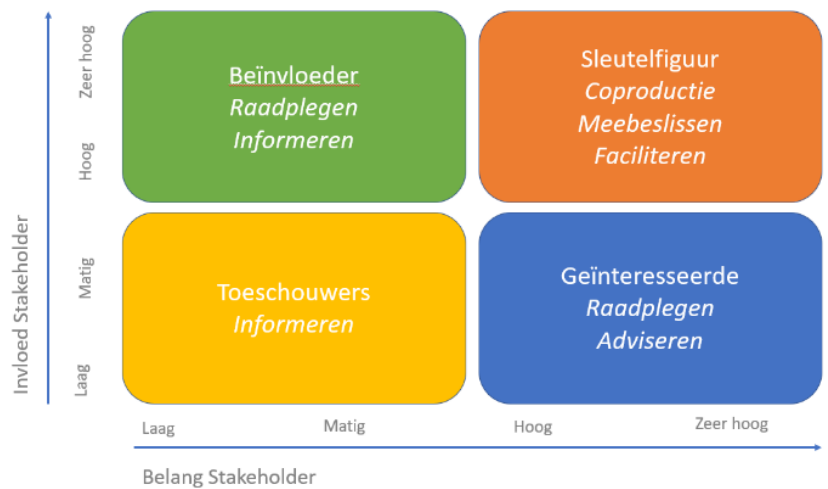 Beïnvloeder
Raadplegen
Informeren
Sleutelfiguur
Coproductie
Meebeslissen
Faciliteren
Toeschouwers
Informeren
Geïnteresseerde
Raadplegen
Adviseren
Invloed Stakeholder
Zeer hoog
Hoog
Matig
Laag
Laag
Matig
Hoog
Zeer hoog
Belang Stakeholder